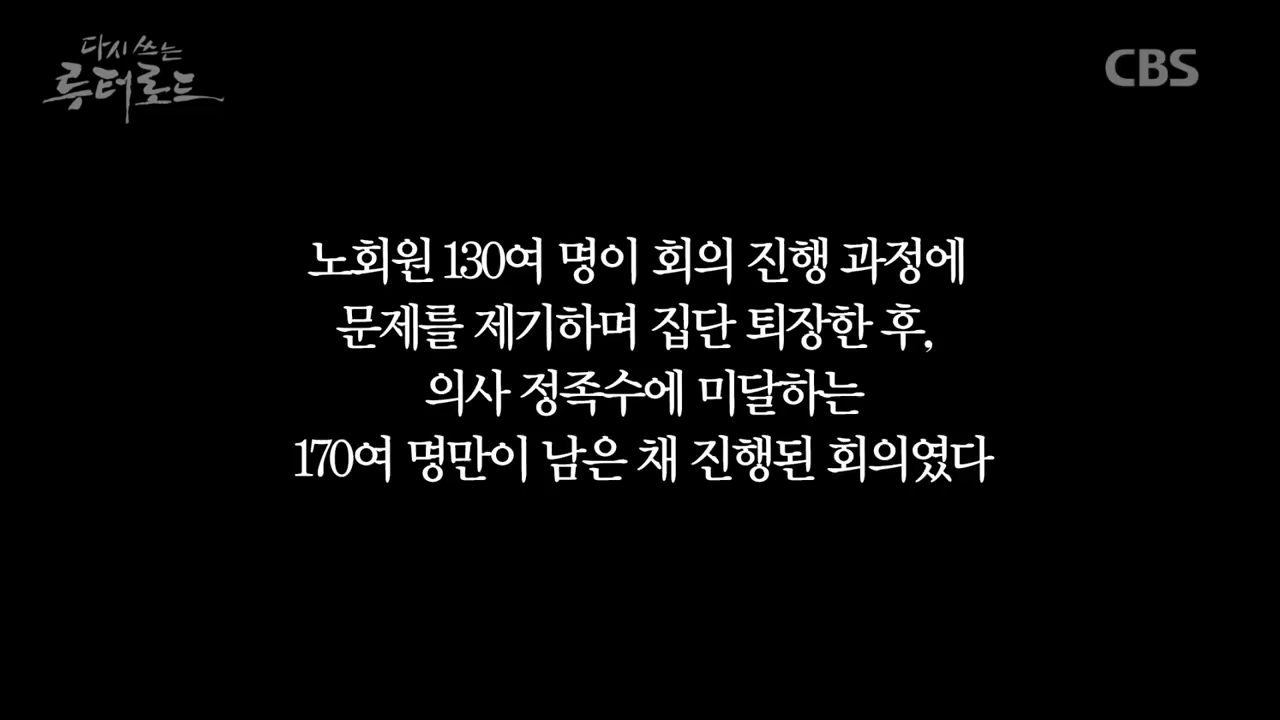 다시 쓰는
루터로드
CBS
노회원 130여 명이 회의 진행 과정에
문제를 제기하며 집단 퇴장한 후,
의사 정족수에 미달하는
170여 명만이 남은 채 진행된 회의였다